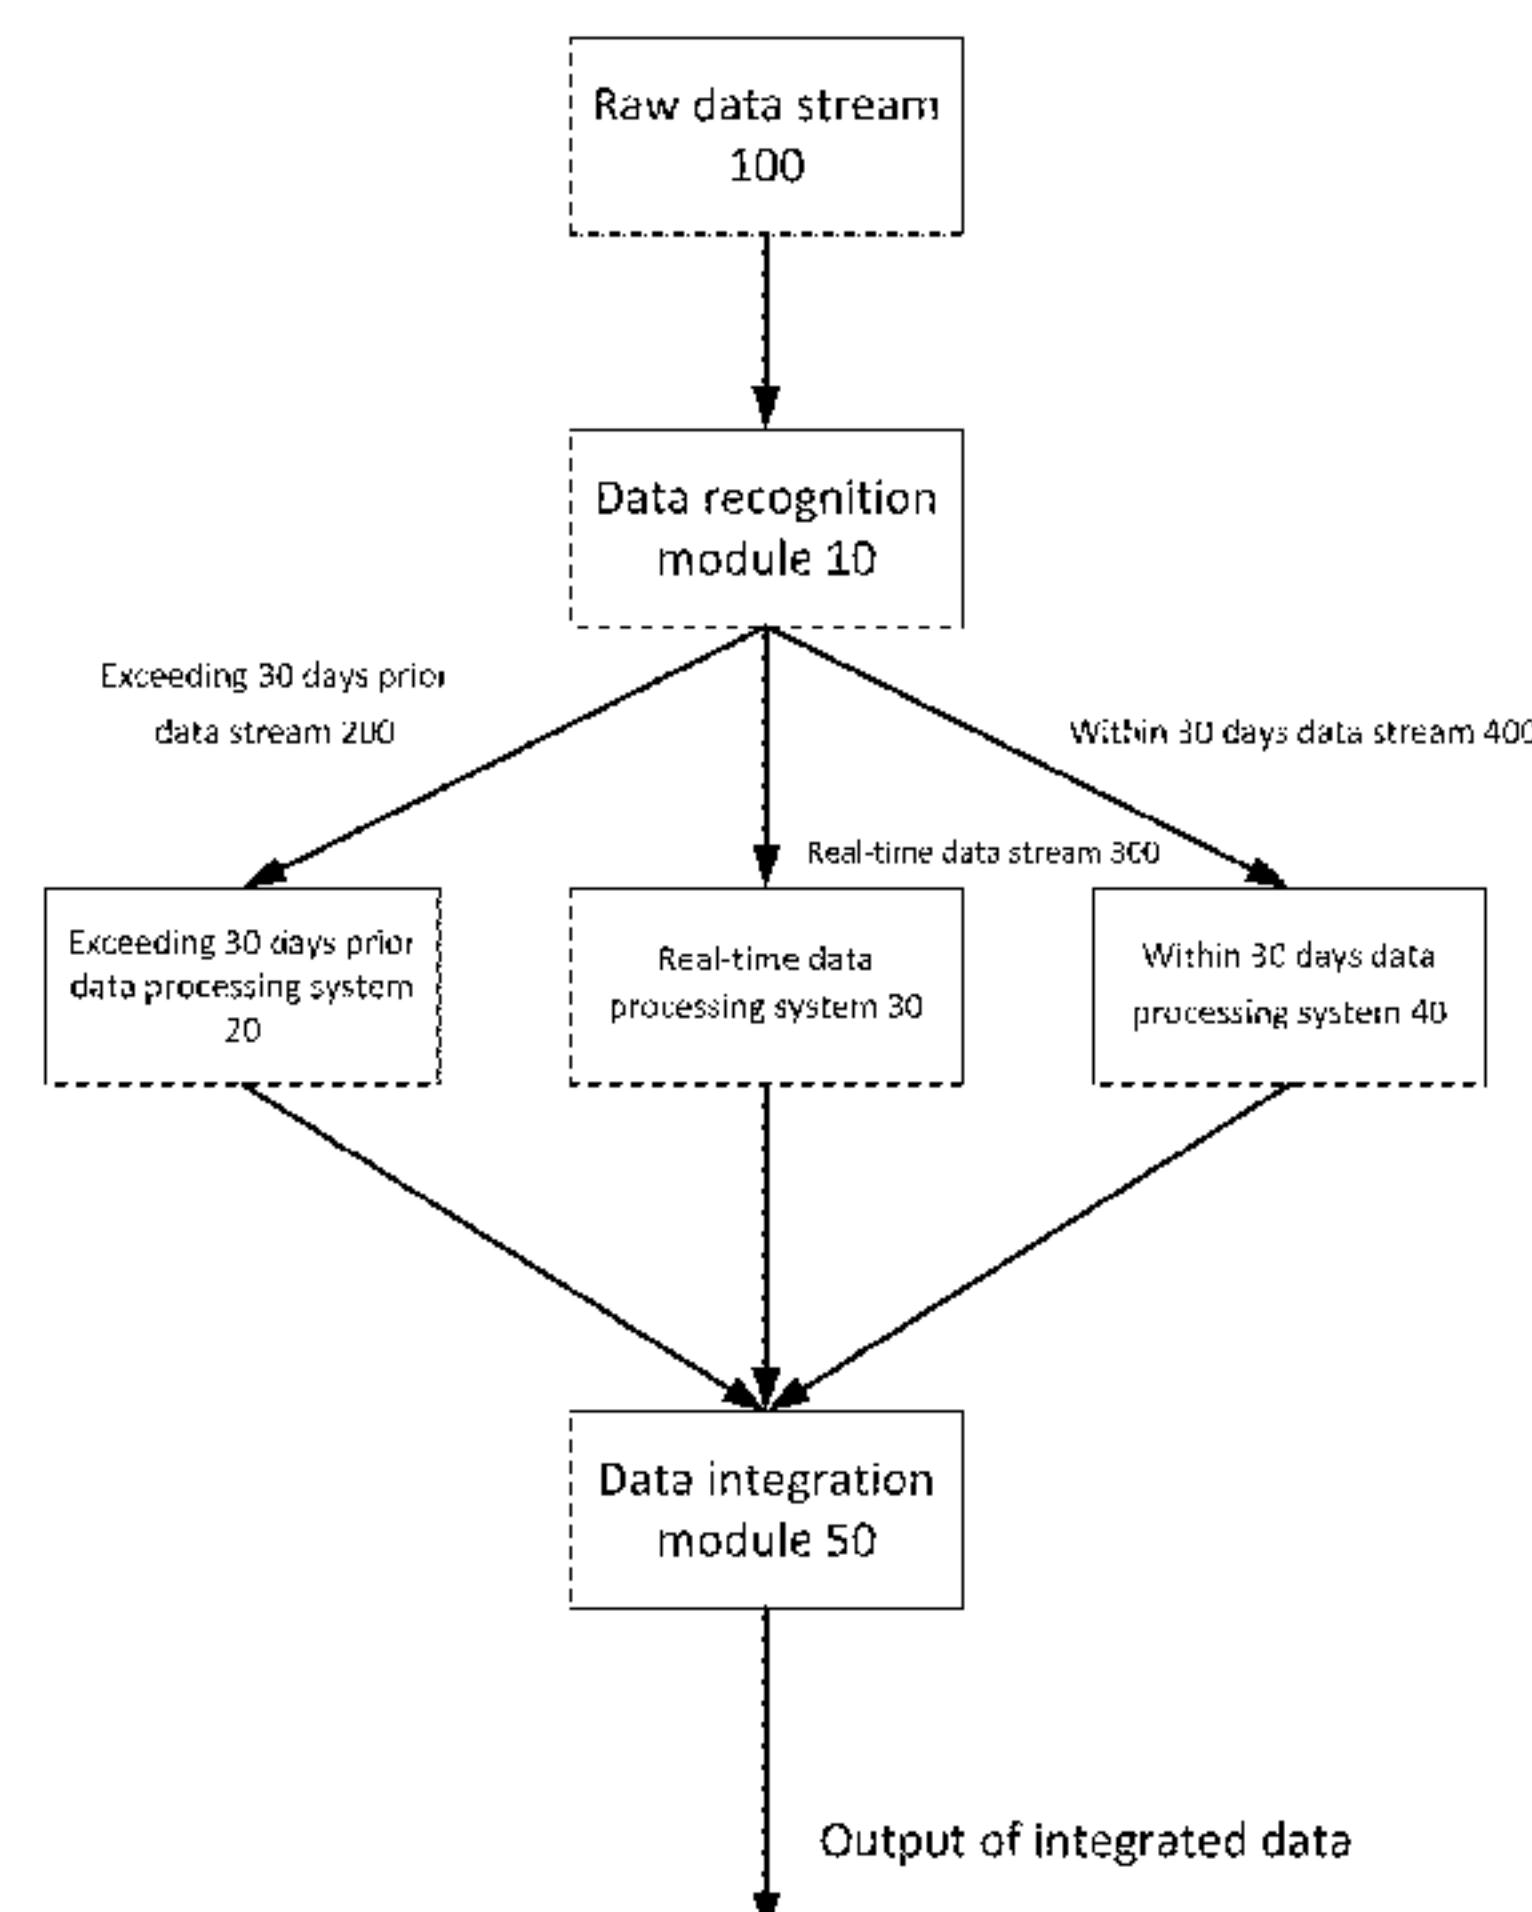 Raw data stream
100
Data recognition
module 10
Exceeding 30 days prior
data stream 200
Within 30 days data stream 400
Real-time data stream 300
Exceeding 30 days prior
data processing system
20
Real-time data
processing system 30
Within 30 days data
processing system 40
Data integration
module 50
Output of integrated data